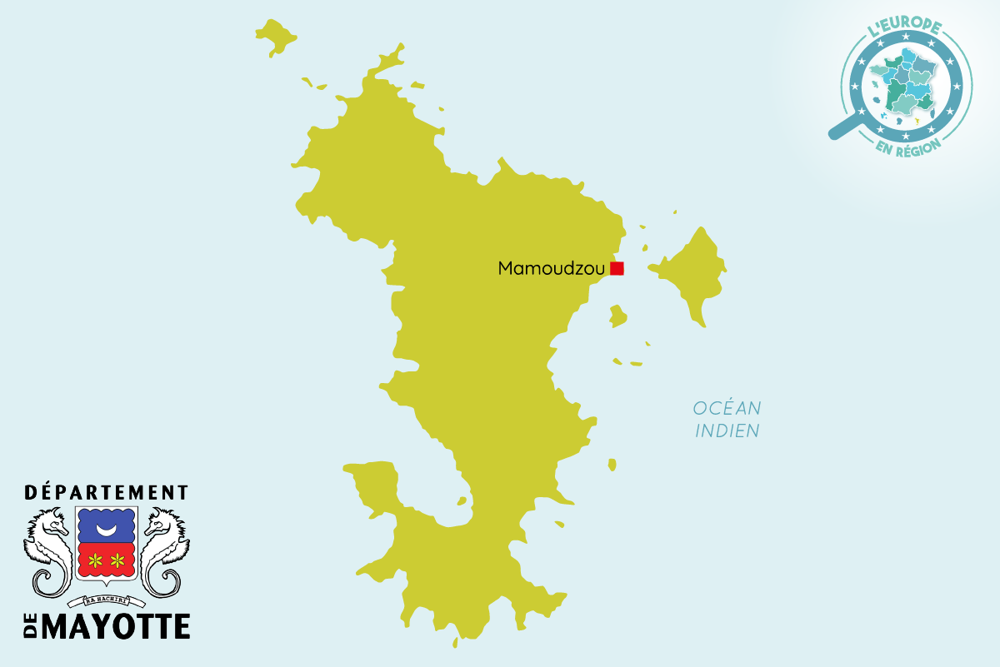 L'EUROPE
EN RÉGION
Mamoudzou
OCÉAN
INDIEN
DÉPARTEMENT
RA HACHIRI
DE MAYOTTE